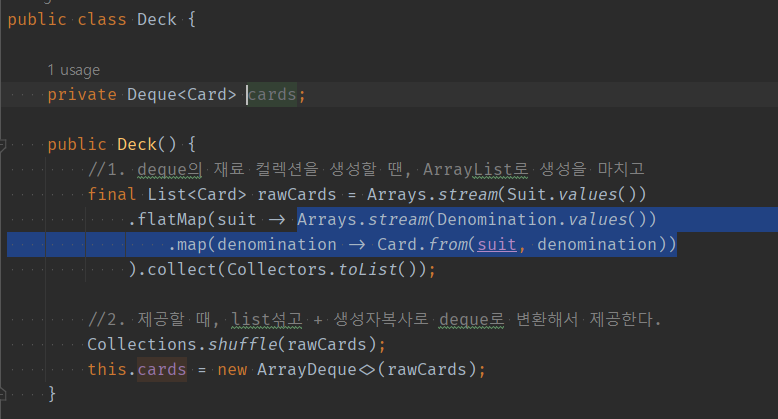 public class Deck {
1 usage
private Deque<Card> cards;
public Deck() {
//1. deque의 재료 컬렉션을 생성할 땐, ArrayList로 생성을 마치고
final List<Card> rawCards = Arrays.stream(Suit.values())
.flatMap(suit -> Arrays.stream(Denomination.values())
.map(denomination -> Card.from(suit, denomination))
).collect(Collectors.toList());
//2. 제공할 때, list섞고 + 생성자복사로 deque로 변환해서 제공한다.
Collections.shuffle(rawCards);
this.cards = new ArrayDeque<>(rawCards);
}